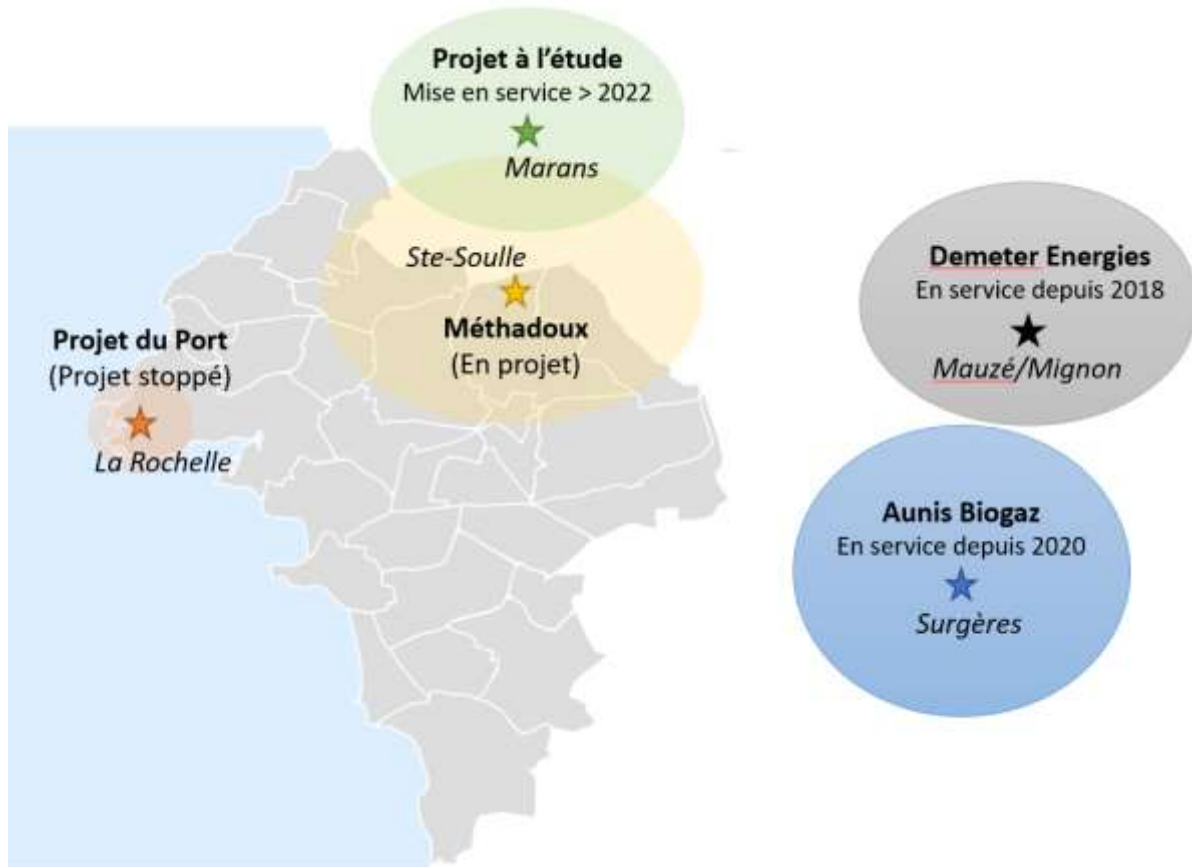 Projet à l'étude
Mise en service > 2022
Marans
Ste-Soulle
Méthadoux
(En projet)
Projet du Port
(Projet stoppé)
La Rochelle
Demeter Energies
En service depuis 2018
Mauzé/Mignon
Aunis Biogaz
En service depuis 2020
Surgères